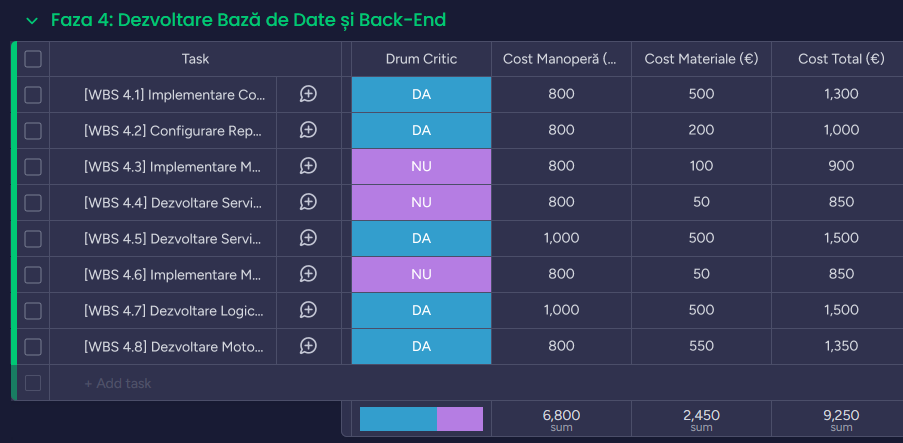 Faza 4: Dezvoltare Bază de Date și Back-End
Task Drum Critic Cost Manoperă (... Cost Materiale (€) Cost Total (€)
[WBS 4.1] Implementare Co... DA 800 500 1,300
[WBS 4.2] Configurare Rep... DA 800 200 1,000
[WBS 4.3] Implementare M... NU 800 100 900
[WBS 4.4] Dezvoltare Servi... NU 800 50 850
[WBS 4.5] Dezvoltare Servi... DA 1,000 500 1,500
[WBS 4.6] Implementare M... NU 800 50 850
[WBS 4.7] Dezvoltare Logic... DA 1,000 500 1,500
[WBS 4.8] Dezvoltare Moto... DA 800 550 1,350
+ Add task
6,800 2,450 9,250
sum sum sum